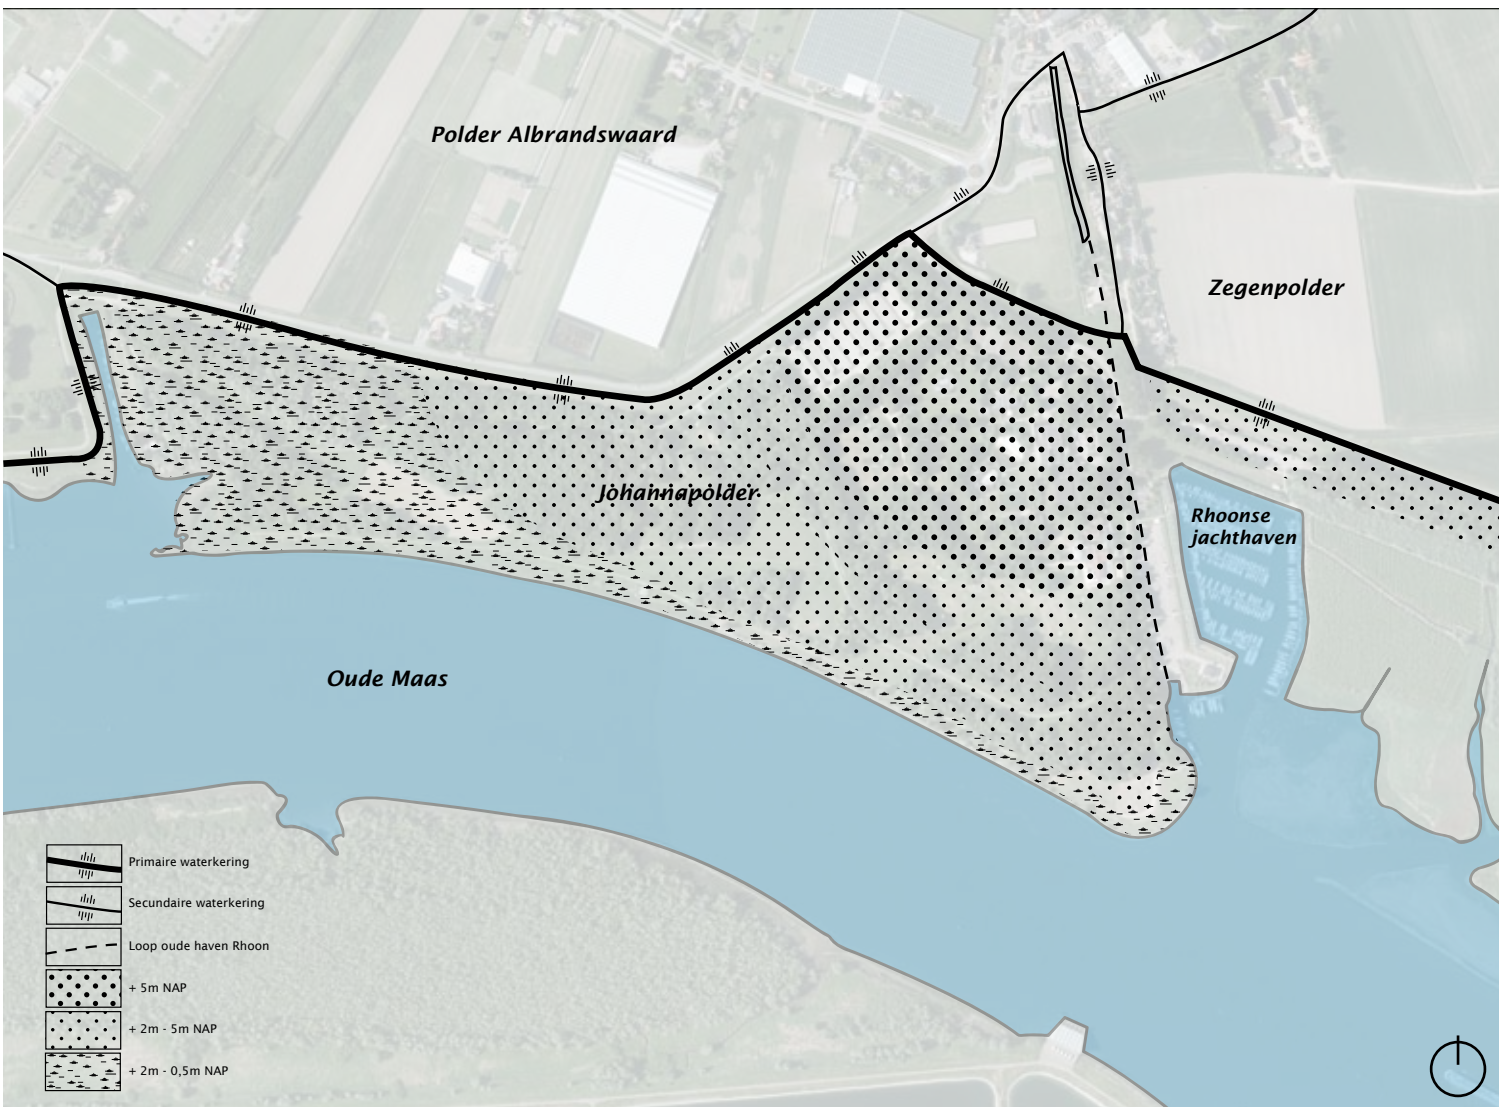 Polder Albrandswaard
Zegenpolder
Johannapolder
Rhoonse
jachthaven
Oude Maas
Primaire waterkering
Secundaire waterkering
Loop oude haven Rhoon
+ 5m NAP
+ 2m - 5m NAP
+ 2m - 0,5m NAP